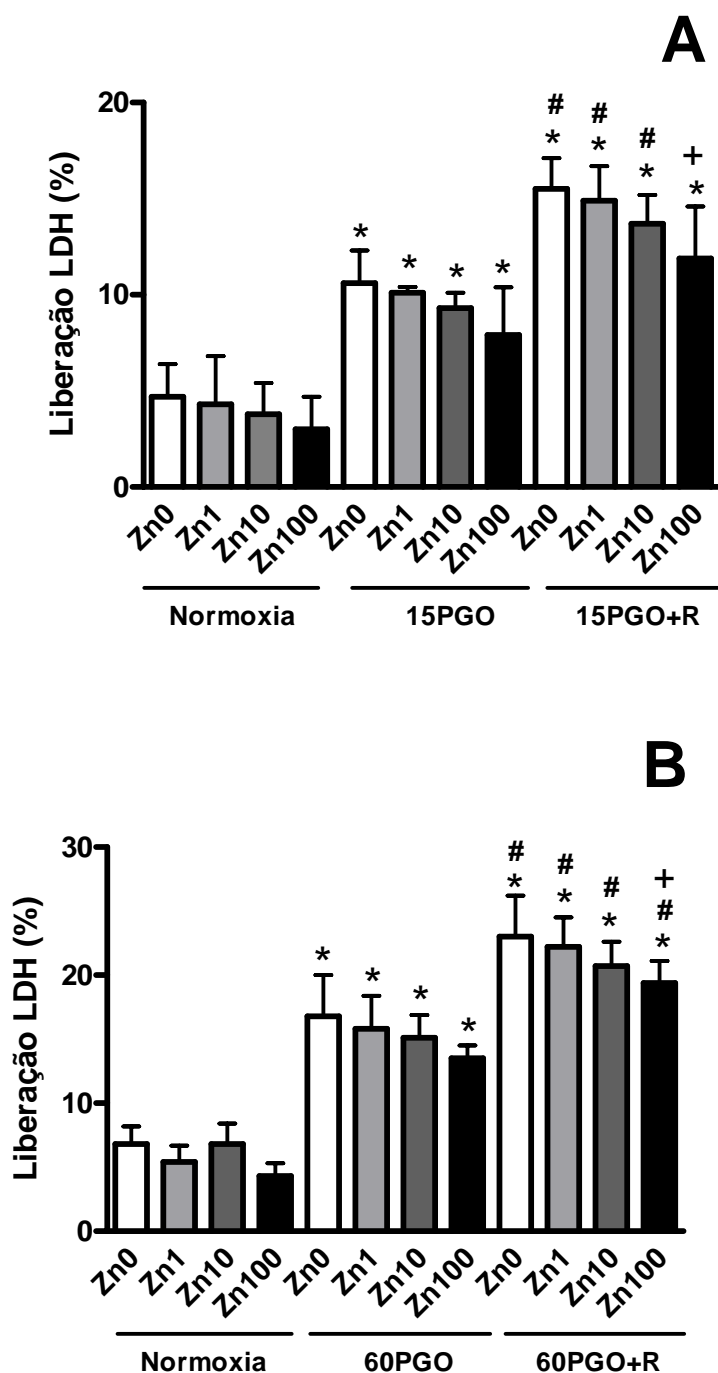 A
Liberação LDH (%)
20
10
0
# # # +
* * * *
* * * *
Zn0 Zn1 Zn10 Zn100 Zn0 Zn1 Zn10 Zn100 Zn0 Zn1 Zn10 Zn100
Normoxia 15PGO 15PGO+R
B
Liberação LDH (%)
30
20
10
0
+
# # # #
* * * *
* * * *
Zn0 Zn1 Zn10 Zn100 Zn0 Zn1 Zn10 Zn100 Zn0 Zn1 Zn10 Zn100
Normoxia 60PGO 60PGO+R